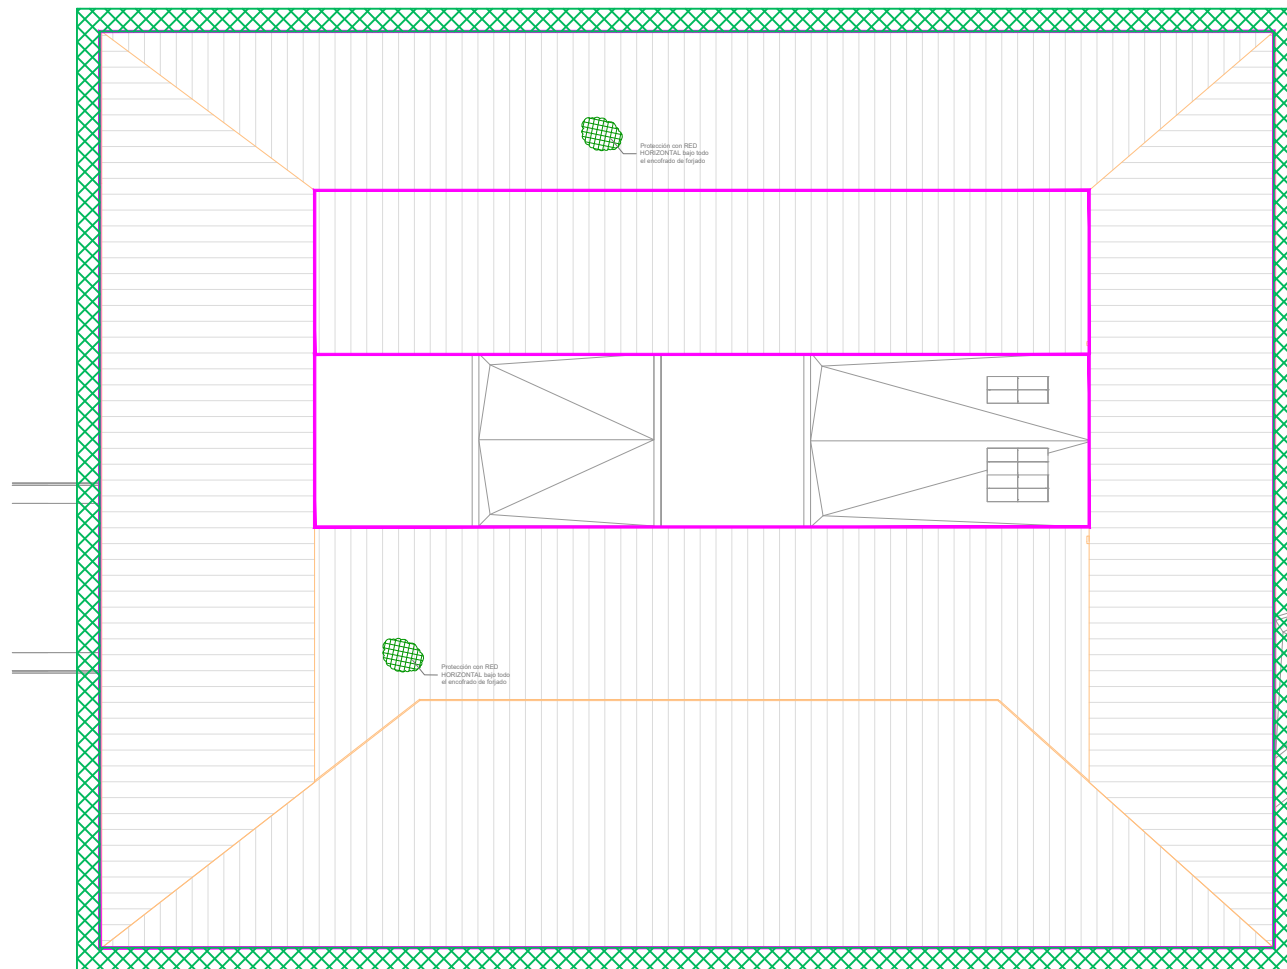 Protección con RED
HORIZONTAL bajo todo
el encofrado de forjado
Protección con RED
HORIZONTAL bajo todo
el encofrado de forjado